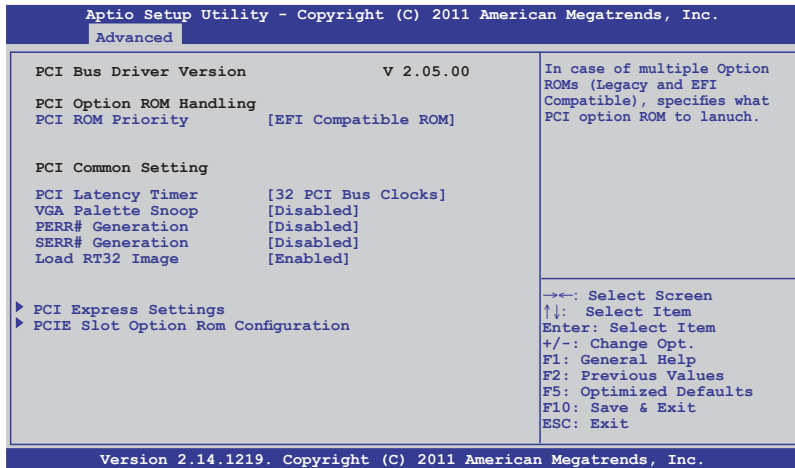 Aptio Setup Utility - Copyright (C) 2011 American Megatrends, Inc.
Advanced
PCI Bus Driver Version V 2.05.00
PCI Option ROM Handling
PCI ROM Priority [EFI Compatible ROM]
PCI Common Setting
PCI Latency Timer [32 PCI Bus Clocks]
VGA Palette Snoop [Disabled]
PERR# Generation [Disabled]
SERR# Generation [Disabled]
Load RT32 Image [Enabled]
PCI Express Settings
PCIE Slot Option Rom Configuration
In case of multiple Option
ROMs (Legacy and EFI
Compatible), specifies what
PCI option ROM to lanuch.
→←: Select Screen
↑↓: Select Item
Enter: Select Item
+/-: Change Opt.
F1: General Help
F2: Previous Values
F5: Optimized Defaults
F10: Save & Exit
ESC: Exit
Version 2.14.1219. Copyright (C) 2011 American Megatrends, Inc.